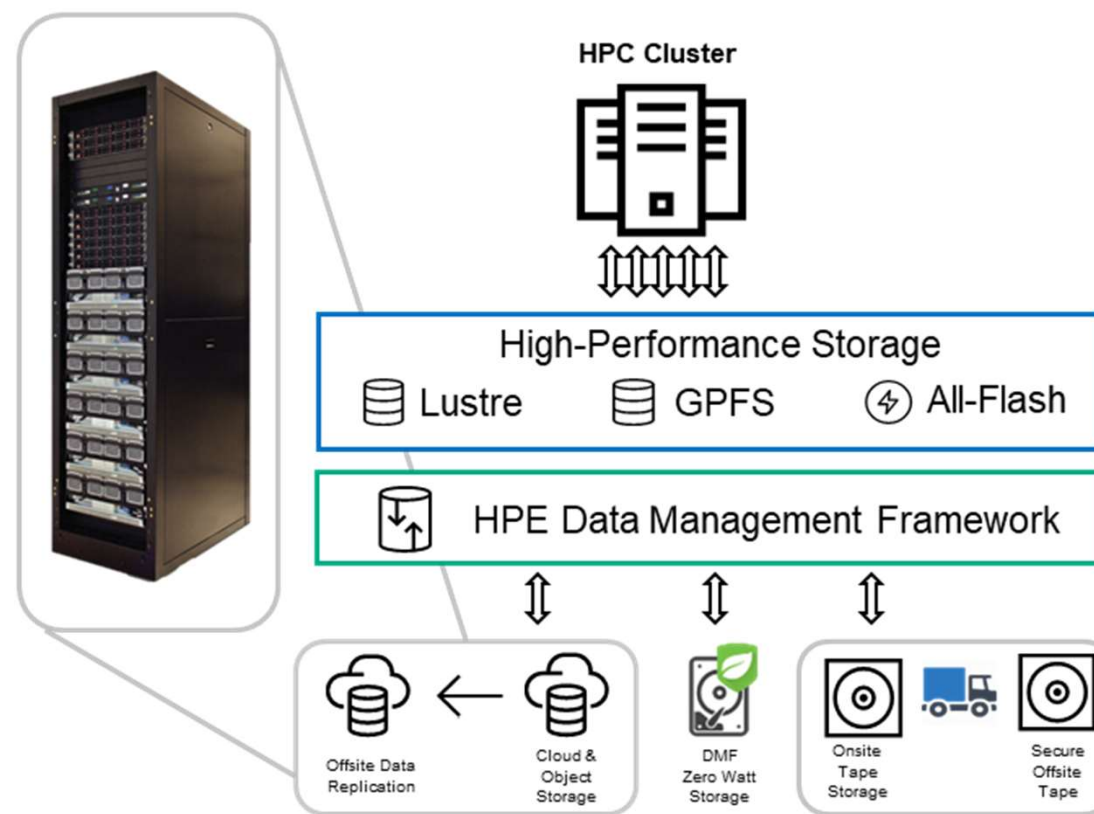 HPC Cluster
High-Performance Storage
Lustre
GPFS
All-Flash
HPE Data Management Framework
Offsite Data
Replication
Cloud &
Object
Storage
DMF
Zero Watt
Storage
Onsite
Tape
Storage
Secure
Offsite
Tape